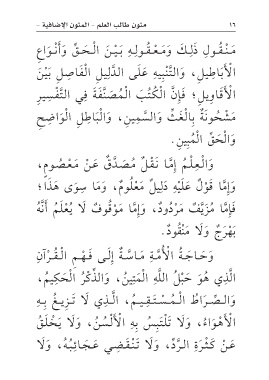 ١٦ متون طالب العلم - المتون الإضافية -
مَنْقُولِ ذَلِكَ وَمَعْقُولِهِ بَيْنَ الْحَقِّ وَأَنْوَاعِ
الْأَبَاطِيلِ، وَالتَّنْبِيهِ عَلَى الدَّلِيلِ الْفَاصِلِ بَيْنَ
الْأَقَاوِيلِ؛ فَإِنَّ الْكُتُبَ الْمُصَنَّفَةَ فِي التَّفْسِيرِ
مَشْحُونَةٌ بِالْغَثِّ وَالسَّمِينِ، وَالْبَاطِلِ الْوَاضِحِ
وَالْحَقِّ الْمُبِينِ.
وَالْعِلْمُ إِمَّا نَقْلٌ مُصَدَّقٌ عَنْ مَعْصُومٍ،
وَإِمَّا قَوْلٌ عَلَيْهِ دَلِيلٌ مَعْلُومٌ، وَمَا سِوَى هَذَا؛
فَإِمَّا مُزَيَّفٌ مَرْدُودٌ، وَإِمَّا مَوْقُوفٌ لَا يُعْلَمُ أَنَّهُ
بَهْرَجٌ وَلَا مَنْقُودٌ.
وَحَاجَةُ الْأُمَّةِ مَاسَّةٌ إِلَى فَهْمِ الْقُرْآنِ
الَّذِي هُوَ حَبْلُ اللَّهِ الْمَتِينُ، وَالذِّكْرُ الْحَكِيمُ،
وَالصِّرَاطُ الْمُسْتَقِيمُ، الَّذِي لَا تَزِيغُ بِهِ
الْأَهْوَاءُ، وَلَا تَلْتَبِسُ بِهِ الْأَلْسُنُ، وَلَا يَخْلَقُ
عَنْ كَثْرَةِ الرَّدِّ، وَلَا تَنْقَضِي عَجَائِبُهُ، وَلَا